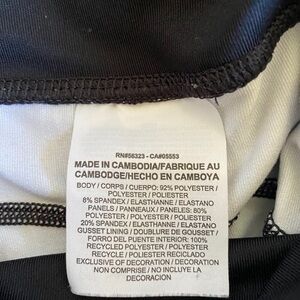 RN#56323 - CA#05553
MADE IN CAMBODIA/FABRIQUE AU
CAMBODGE/HECHO EN CAMBOYA
BODY / CORPS / CUERPO: 92% POLYESTER /
POLYESTER / POLIESTER
8% SPANDEX / ELASTHANNE / ELASTANO
PANELS / PANNEAUX / PANELES: 80%
POLYESTER / POLYESTER / POLIESTER
20% SPANDEX / ELASTHANNE / ELASTANO
GUSSET LINING / DOUBLURE DE GOUSSET /
FORRO DEL PUENTE INTERIOR: 100%
RECYCLED POLYESTER / POLYESTER
RECYCLE / POLIESTER RECICLADO
EXCLUSIVE OF DECORATION / DECORATION
NON COMPRISE / NO INCLUYE LA
DECORACION